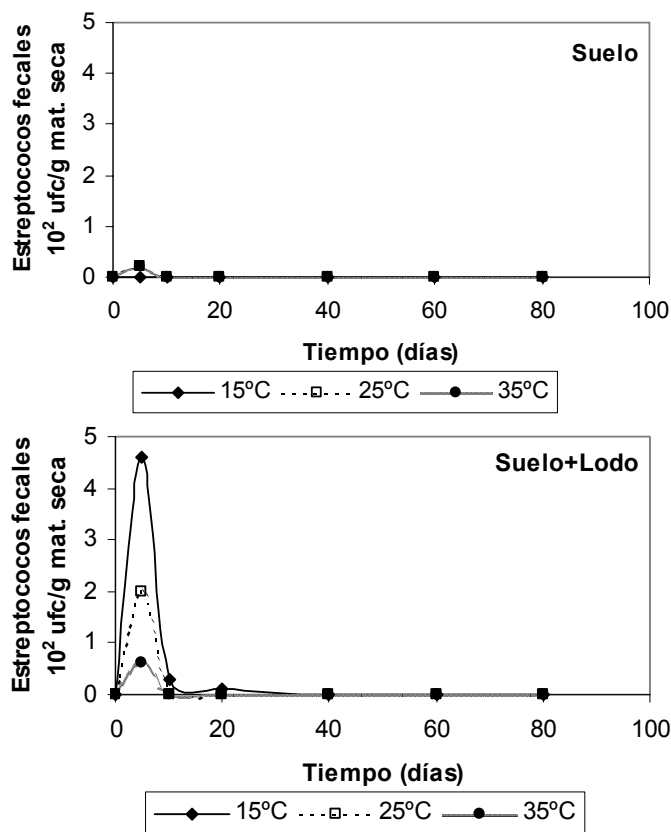 Estreptococos fecales
10² ufc/g mat. seca
5
4
3
2
1
0
Suelo
0 20 40 60 80 100
Tiempo (días)
15ºC 25ºC 35ºC
Estreptococos fecales
10² ufc/g mat. seca
5
4
3
2
1
0
Suelo+Lodo
0 20 40 60 80 100
Tiempo (días)
15ºC 25ºC 35ºC